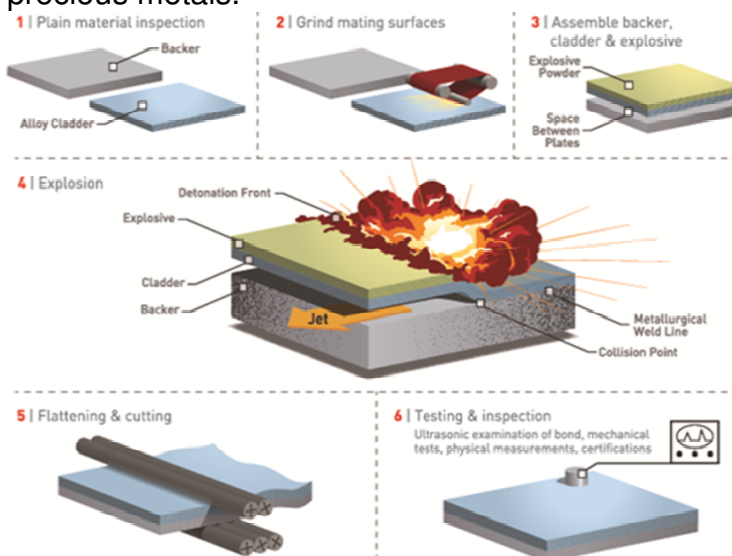 precious metals.
1 | Plain material inspection
Backer
Alloy Cladder
2 | Grind mating surfaces
3 | Assemble backer,
cladder & explosive
Explosive
Powder
Space
Between
Plates
4 | Explosion
Detonation Front
Explosive
Cladder
Backer
Jet
Metallurgical
Weld Line
Collision Point
5 | Flattening & cutting
6 | Testing & inspection
Ultrasonic examination of bond, mechanical
tests, physical measurements, certifications